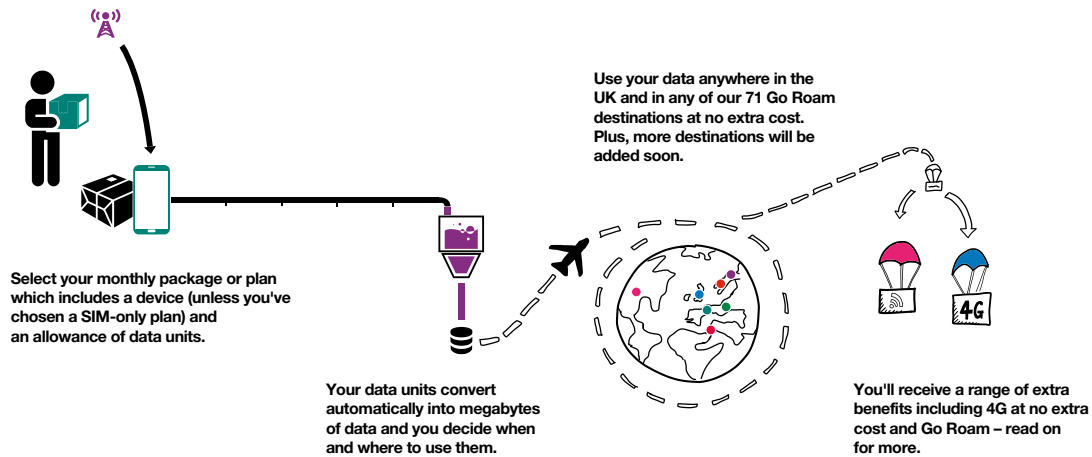 Select your monthly package or plan
which includes a device (unless you've
chosen a SIM-only plan) and
an allowance of data units.
Your data units convert
automatically into megabytes
of data and you decide when
and where to use them.
Use your data anywhere in the
UK and in any of our 71 Go Roam
destinations at no extra cost.
Plus, more destinations will be
added soon.
4G
You'll receive a range of extra
benefits including 4G at no extra
cost and Go Roam – read on
for more.